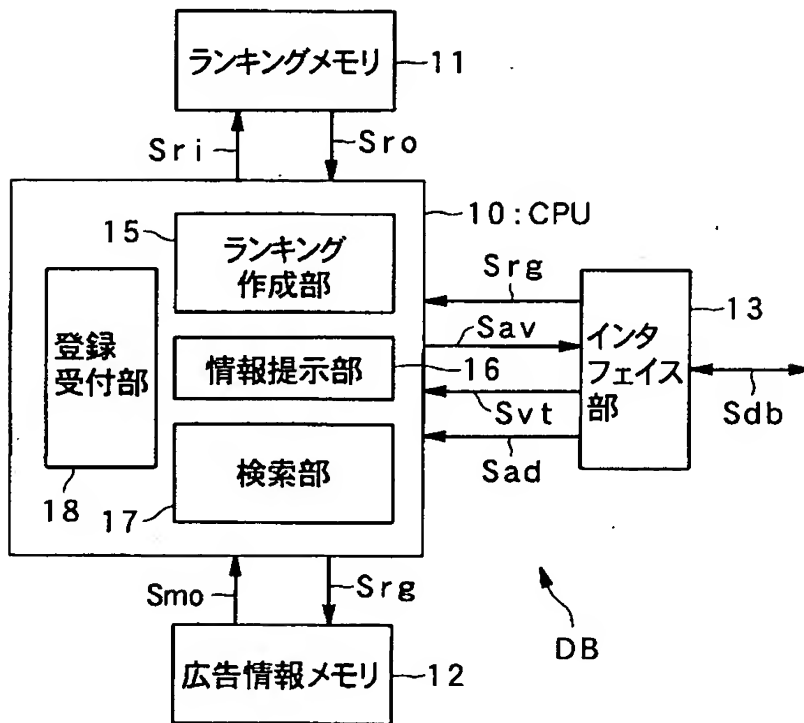 ランキングメモリ
11
Sri
Sro
10:CPU
15
ランキング
作成部
Srg
13
登録
受付部
Sav
インタ
フェイス
部
情報提示部
16
Svt
Sdb
検索部
Sad
18
17
Smo
Srg
DB
広告情報メモリ
12